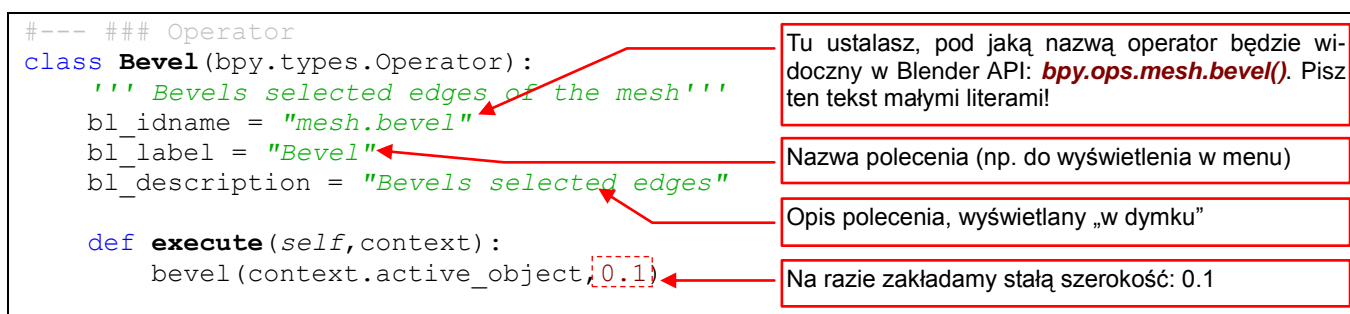 #--- ### Operator
class Bevel(bpy.types.Operator):
''' Bevels selected edges of the mesh'''
bl_idname = "mesh.bevel"
bl_label = "Bevel"
bl_description = "Bevels selected edges"
def execute(self,context):
bevel(context.active_object,0.1)
Tu ustalasz, pod jaką nazwą operator będzie wi-
doczny w Blender API: bpy.ops.mesh.bevel(). Pisz
ten tekst małymi literami!
Nazwa polecenia (np. do wyświetlenia w menu)
Opis polecenia, wyświetlany „w dymku”
Na razie zakładamy stałą szerokość: 0.1